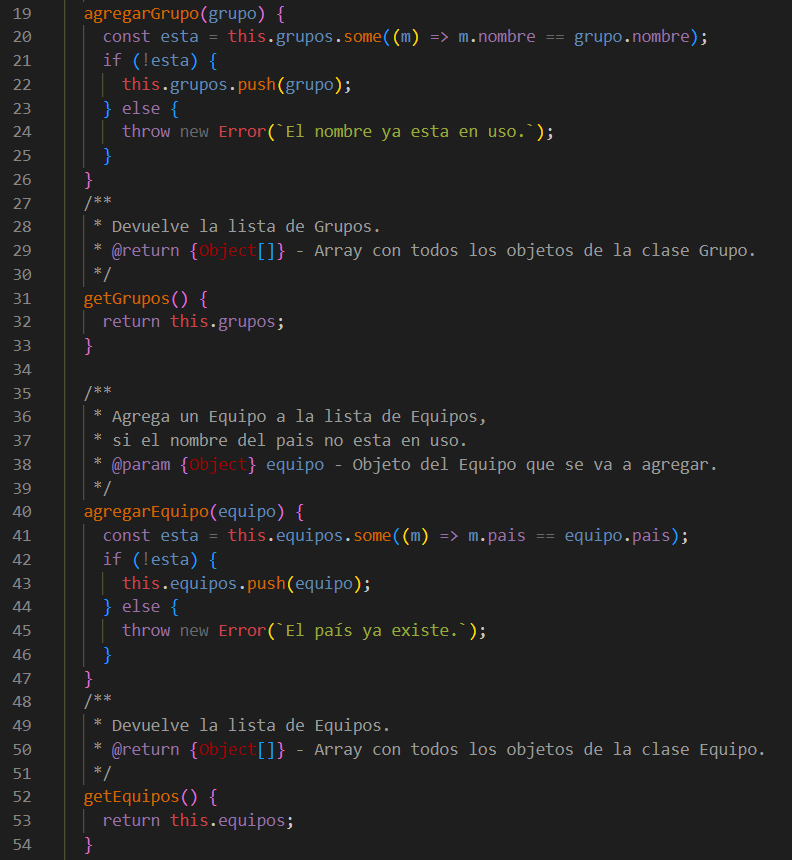 19 agregarGrupo(grupo) {
20 const esta = this.grupos.some((m) => m.nombre == grupo.nombre);
21 if (!esta) {
22 this.grupos.push(grupo);
23 } else {
24 throw new Error(`El nombre ya esta en uso.`);
25 }
26 }
27 /**
28 * Devuelve la lista de Grupos.
29 * @return {Object[]} - Array con todos los objetos de la clase Grupo.
30 */
31 getGrupos() {
32 return this.grupos;
33 }
34
35 /**
36 * Agrega un Equipo a la lista de Equipos,
37 * si el nombre del pais no esta en uso.
38 * @param {Object} equipo - Objeto del Equipo que se va a agregar.
39 */
40 agregarEquipo(equipo) {
41 const esta = this.equipos.some((m) => m.pais == equipo.pais);
42 if (!esta) {
43 this.equipos.push(equipo);
44 } else {
45 throw new Error(`El país ya existe.`);
46 }
47 }
48 /**
49 * Devuelve la lista de Equipos.
50 * @return {Object[]} - Array con todos los objetos de la clase Equipo.
51 */
52 getEquipos() {
53 return this.equipos;
54 }